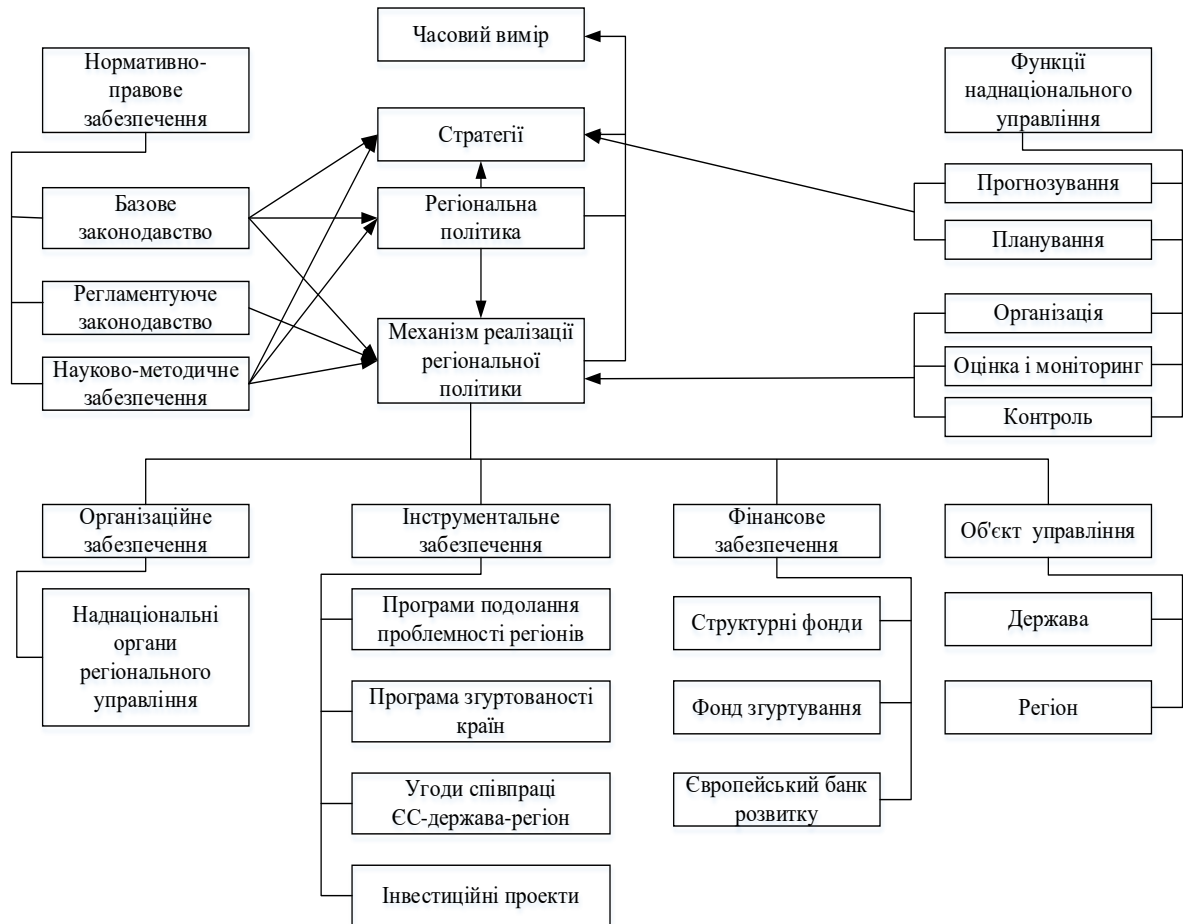 Часовий вимір
Нормативно-
правове
забезпечення
Функції
наднаціонального
управління
Стратегії
Прогнозування
Базове
законодавство
Регіональна
політика
Планування
Регламентуюче
законодавство
Організація
Механізм реалізації
регіональної
політики
Науково-методичне
забезпечення
Оцінка і моніторинг
Контроль
Організаційне
забезпечення
Інструментальне
забезпечення
Фінансове
забезпечення
Об'єкт управління
Наднаціональні
органи
регіонального
управління
Програми подолання
проблемності регіонів
Структурні фонди
Держава
Програма згуртованості
країн
Фонд згуртування
Регіон
Угоди співпраці
ЄС-держава-регіон
Європейський банк
розвитку
Інвестиційні проекти